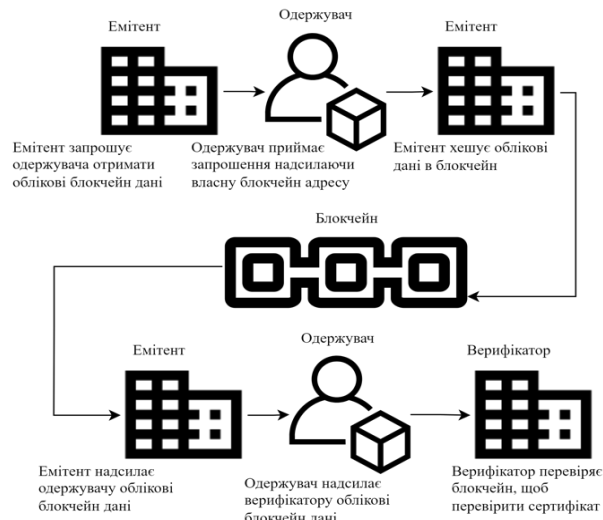 Емітент
Одержувач
Емітент
Емітент запрошує
одержувача отримати
облікові блокчейн дані
Одержувач приймає
запрошення надсилаючи
власну блокчейн адресу
Емітент хешує облікові
дані в блокчейн
Блокчейн
Емітент
Одержувач
Верифікатор
Емітент надсилає
одержувачу облікові
блокчейн дані
Одержувач надсилає
верифікатору облікові
блокчейн дані
Верифікатор перевіряє
блокчейн, щоб
перевірити сертифікат